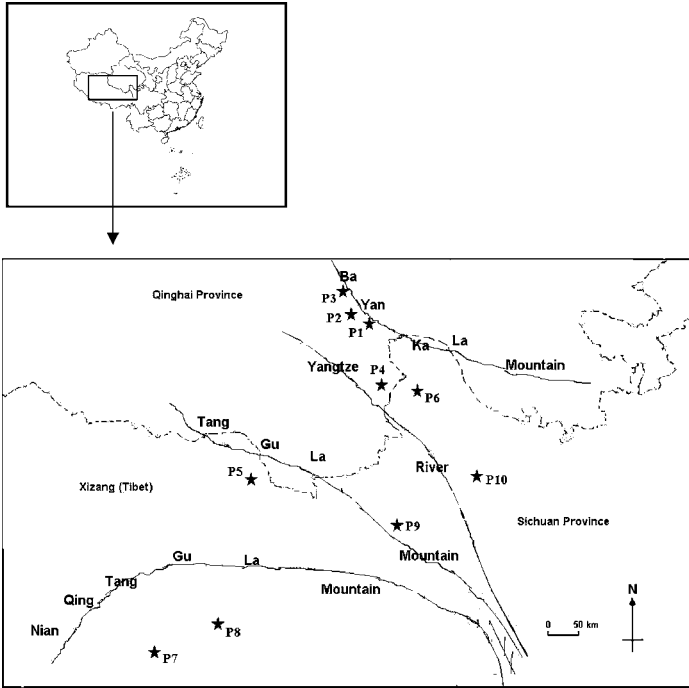 Ba
Qinghai Province
P3
Yan
P2
P1
Ka
La
Yangtze
Mountain
P4
P6
Tang
Gu
La
River
P5
P10
Xizang (Tibet)
Sichuan Province
P9
Mountain
Gu
La
Tang
Mountain
Qing
N
Nian
P8
0 50 km
P7